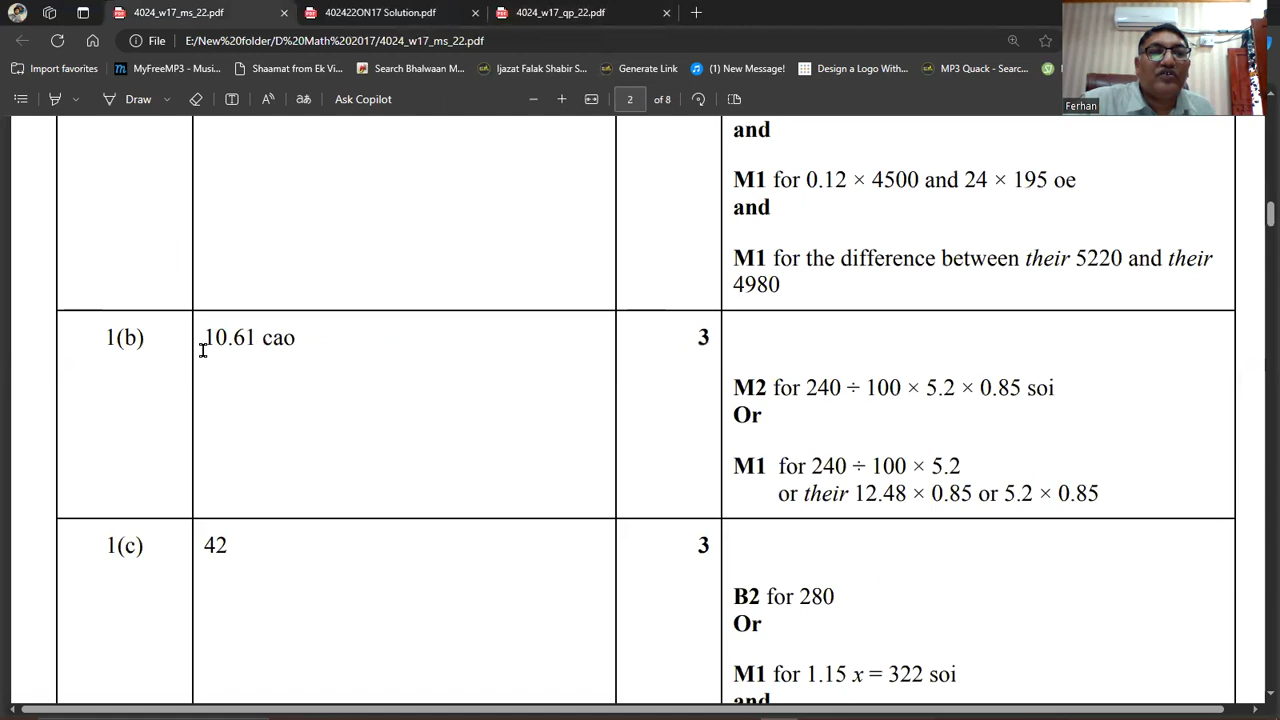 4024_w17_ms_22.pdf
402422ON17 Solution.pdf
4024_w17_qp_22.pdf
File
E:/New%20folder/D%20Math%202017/4024_w17_ms_22.pdf
Import favorites
MyFreeMP3 - Musi...
Shaamat from Ek Vi...
Search Bhalwaan M...
Ijazit Falak Shabir S...
Generate Link
(1) New Message!
Design a Logo With...
MP3 Quack - Searc...
Draw
Ask Copilot
2 of 8
Ferhan
and
M1 for 0.12 × 4500 and 24 × 195 oe
and
M1 for the difference between their 5220 and their
4980
1(b) 10.61 cao 3
M2 for 240 ÷ 100 × 5.2 × 0.85 soi
Or
M1 for 240 ÷ 100 × 5.2
or their 12.48 × 0.85 or 5.2 × 0.85
1(c) 42 3
B2 for 280
Or
M1 for 1.15 x = 322 soi
and